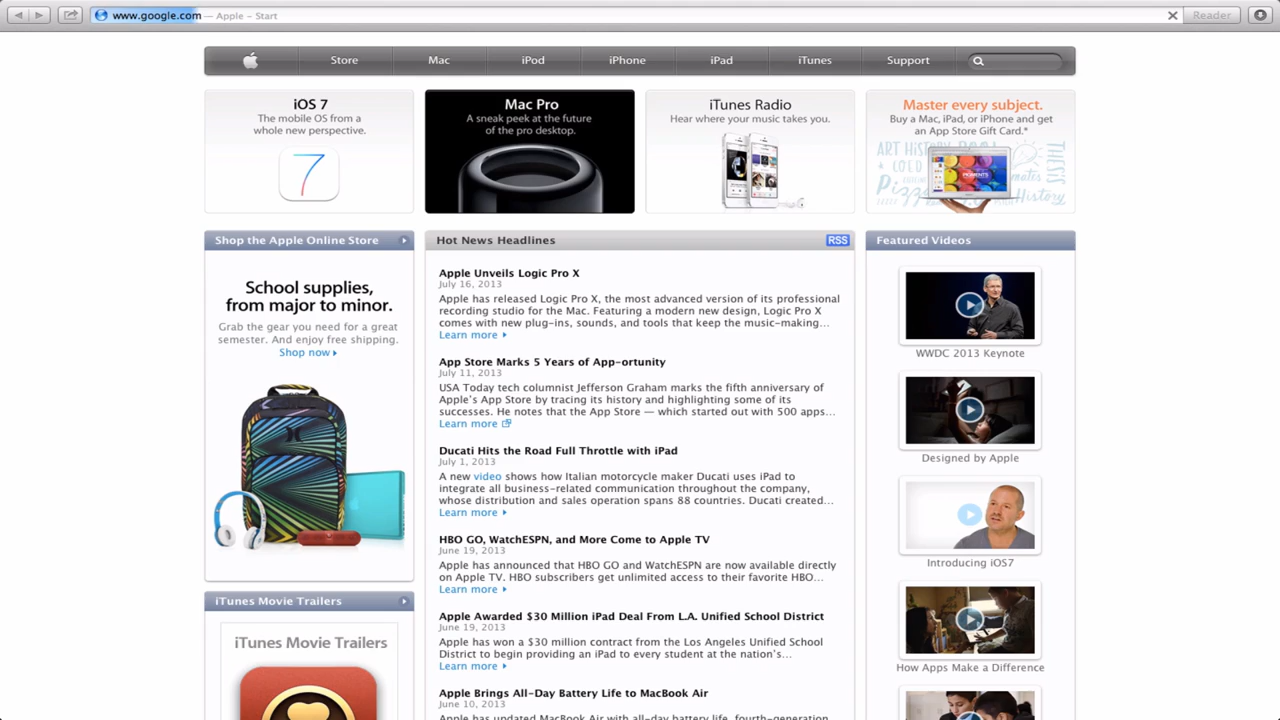 www.google.com — Apple – Start
Reader
Store
Mac
iPod
iPhone
iPad
iTunes
Support
iOS 7
The mobile OS from a
whole new perspective.
7
Mac Pro
A sneak peek at the future
of the pro desktop.
iTunes Radio
Hear where your music takes you.
Master every subject.
Buy a Mac, iPad, or iPhone and get
an App Store Gift Card.*
Shop the Apple Online Store
School supplies,
from major to minor.
Grab the gear you need for a great
semester. And enjoy free shipping.
Shop now
iTunes Movie Trailers
iTunes Movie Trailers
Hot News Headlines
RSS
Apple Unveils Logic Pro X
July 16, 2013
Apple has released Logic Pro X, the most advanced version of its professional
recording studio for the Mac. Featuring a modern new design, Logic Pro X
comes with new plug-ins, sounds, and tools that keep the music-making...
Learn more
App Store Marks 5 Years of App-ortunity
July 11, 2013
USA Today tech columnist Jefferson Graham marks the fifth anniversary of
Apple's App Store by tracing its history and highlighting some of its
successes. He notes that the App Store — which started out with 500 apps...
Learn more
Ducati Hits the Road Full Throttle with iPad
July 1, 2013
A new video shows how Italian motorcycle maker Ducati uses iPad to
integrate all business-related communication throughout the company,
whose distribution and sales operation spans 88 countries. Ducati created...
Learn more
HBO GO, WatchESPN, and More Come to Apple TV
June 19, 2013
Apple has announced that HBO GO and WatchESPN are now available directly
on Apple TV. HBO subscribers get unlimited access to their favorite HBO...
Learn more
Apple Awarded $30 Million iPad Deal From L.A. Unified School District
June 19, 2013
Apple has won a $30 million contract from the Los Angeles Unified School
District to begin providing an iPad to every student at the nation's...
Learn more
Apple Brings All-Day Battery Life to MacBook Air
June 10, 2013
Apple has updated MacBook Air with all-day battery life, fourth-generation
Featured Videos
WWDC 2013 Keynote
Designed by Apple
Introducing iOS7
How Apps Make a Difference